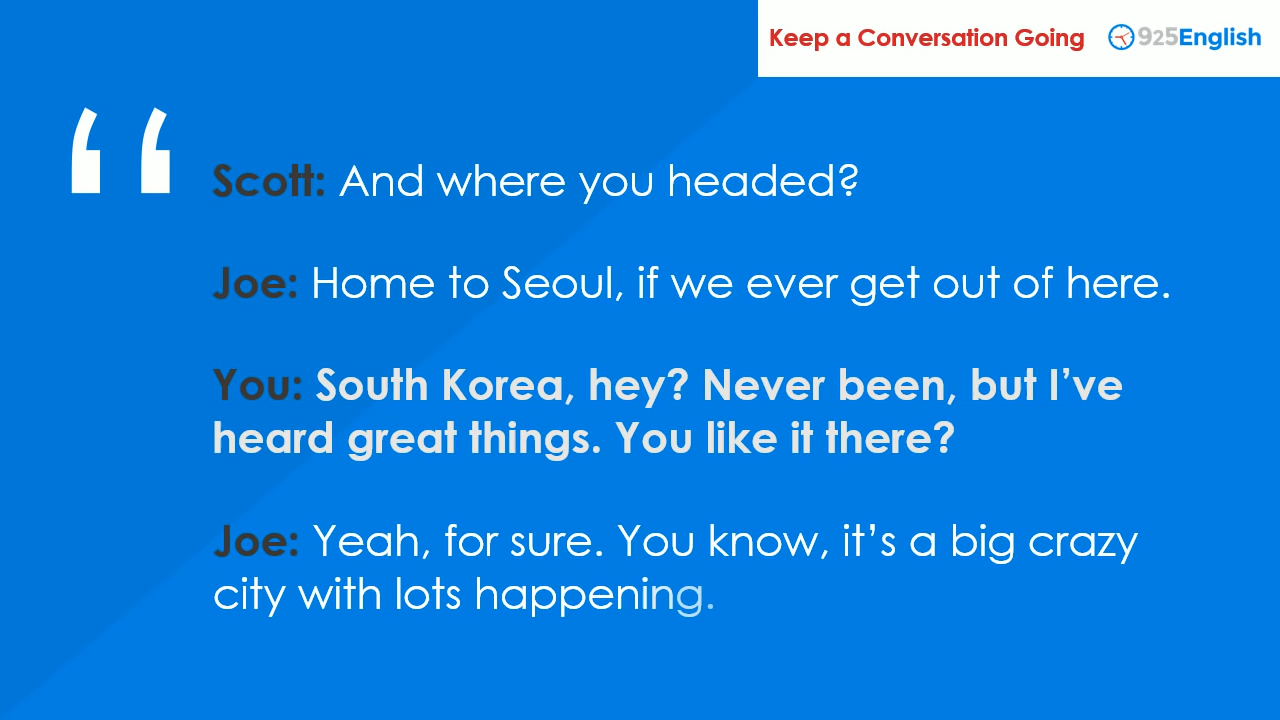 Keep a Conversation Going
925English
“
Scott: And where you headed?
Joe: Home to Seoul, if we ever get out of here.
You: South Korea, hey? Never been, but I’ve
heard great things. You like it there?
Joe: Yeah, for sure. You know, it’s a big crazy
city with lots happening.